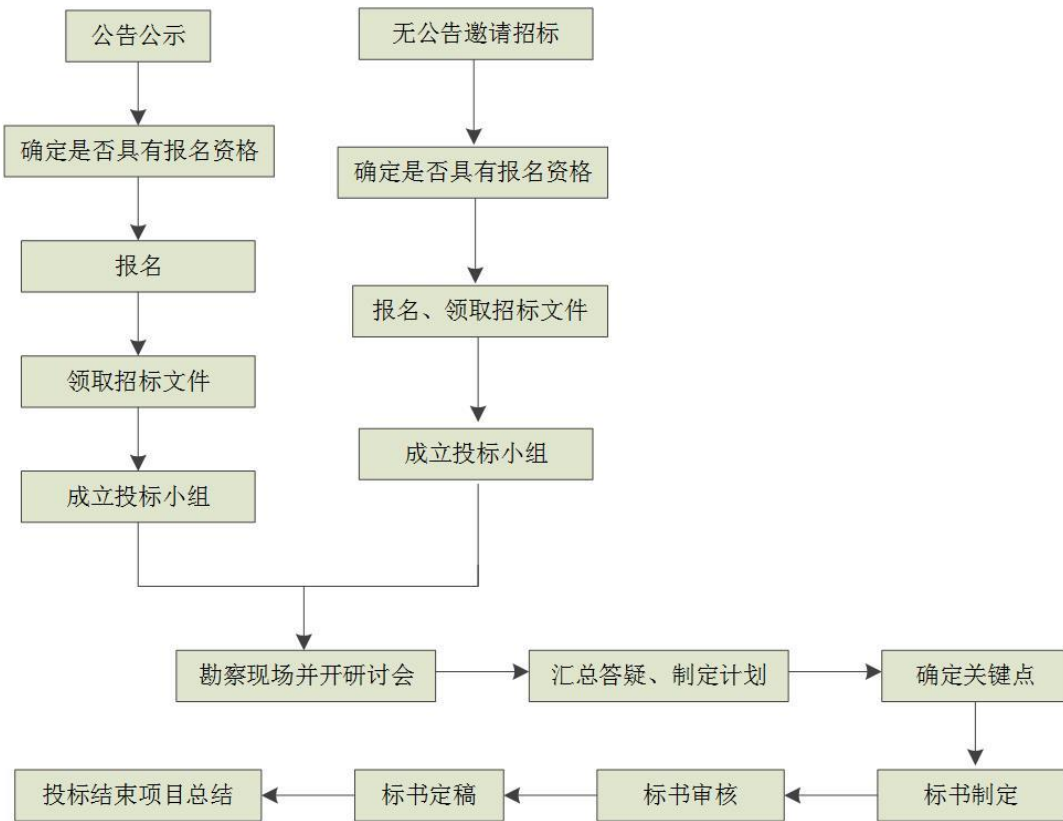 公告公示
确定是否具有报名资格
报名
领取招标文件
成立投标小组
无公告邀请招标
确定是否具有报名资格
报名、领取招标文件
成立投标小组
勘察现场并开研讨会
汇总答疑、制定计划
确定关键点
标书制定
标书审核
标书定稿
投标结束项目总结